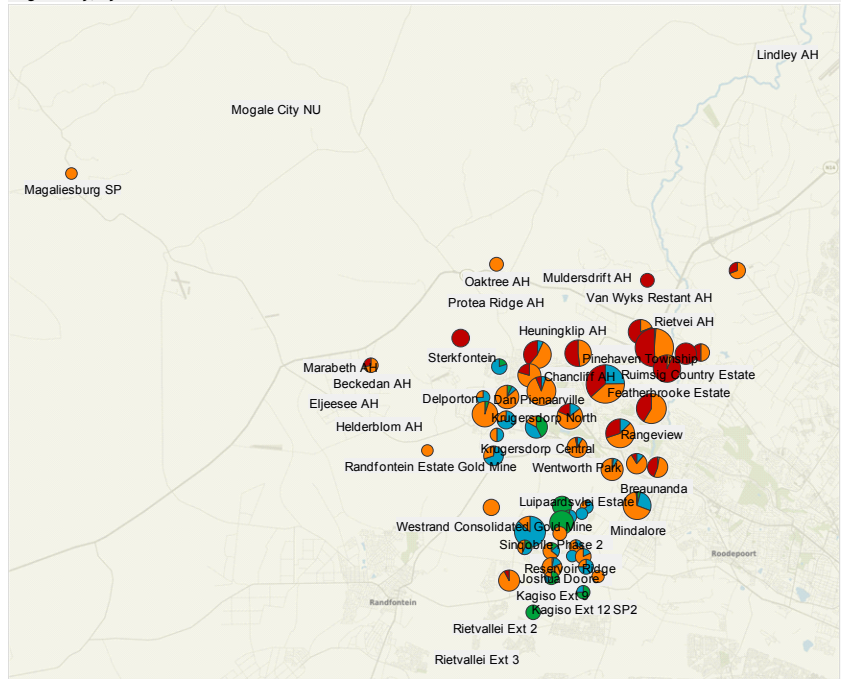 Lindley AH
Mogale City NU
Magaliesburg SP
Oaktree AH
Muldersdrift AH
Van Wyks Restant AH
Protea Ridge AH
Rietvei AH
Heuningklip AH
Sterkfontein
Pinehaven Township
Marabeth AH
Chancliff AH
Ruimsig Country Estate
Beckedan AH
Featherbrooke Estate
Eljeesee AH
Delporton
Dan Pienaarville
Krugersdorp North
Helderblom AH
Rangeview
Krugersdorp Central
Randfontein Estate Gold Mine
Wentworth Park
Breaunanda
Luipaardsvlei Estate
Westrand Consolidated Gold Mine
Mindalore
Singobile Phase 2
Roodepoort
Reservoir Ridge
Joshua Doore
Kagiso Ext 9
Randfontein
Kagiso Ext 12 SP2
Rietvallei Ext 2
Rietvallei Ext 3